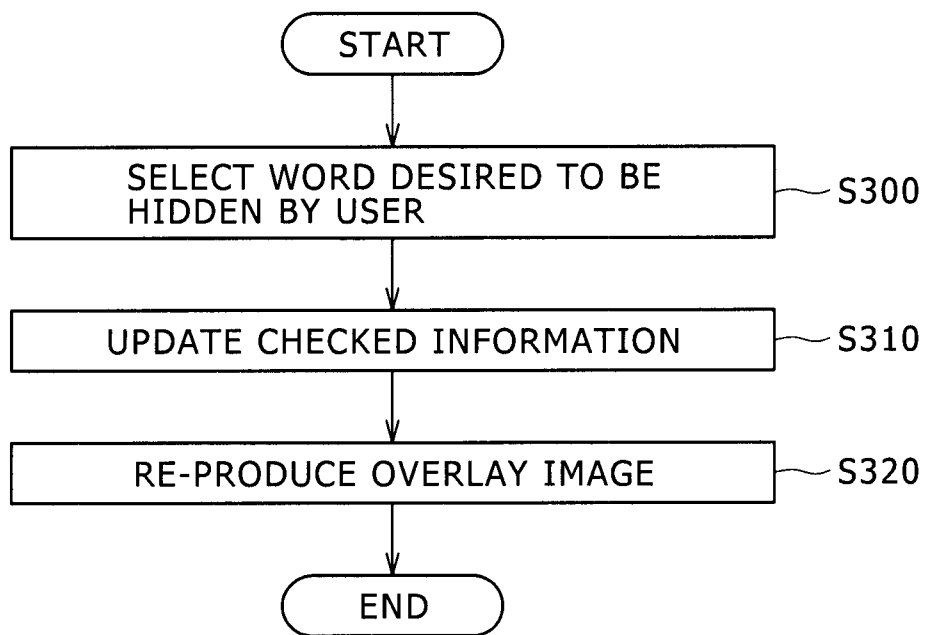 START
SELECT WORD DESIRED TO BE
HIDDEN BY USER
S300
UPDATE CHECKED INFORMATION
S310
RE-PRODUCE OVERLAY IMAGE
S320
END